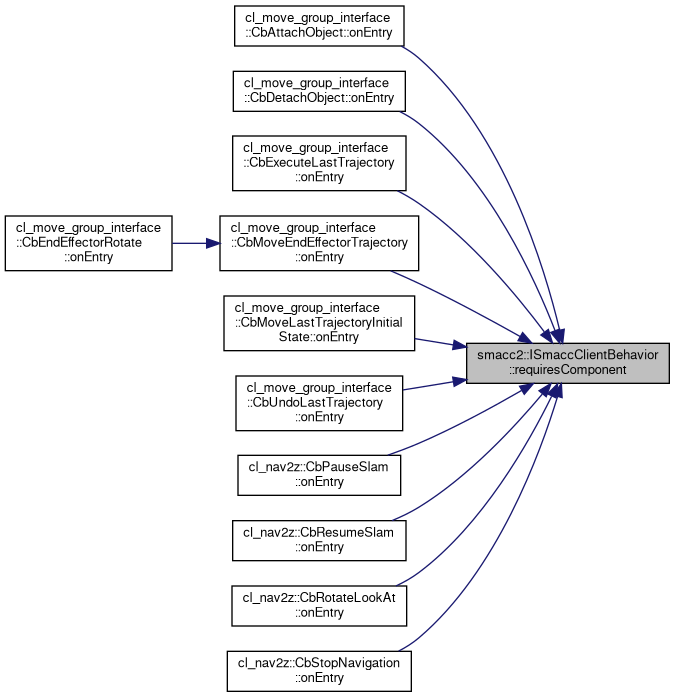 cl_move_group_interface
::CbAttachObject::onEntry
cl_move_group_interface
::CbDetachObject::onEntry
cl_move_group_interface
::CbExecuteLastTrajectory
::onEntry
cl_move_group_interface
::CbEndEffectorRotate
::onEntry
cl_move_group_interface
::CbMoveEndEffectorTrajectory
::onEntry
cl_move_group_interface
::CbMoveLastTrajectoryInitial
State::onEntry
smacc2::ISmaccClientBehavior
::requiresComponent
cl_move_group_interface
::CbUndoLastTrajectory
::onEntry
cl_nav2z::CbPauseSlam
::onEntry
cl_nav2z::CbResumeSlam
::onEntry
cl_nav2z::CbRotateLookAt
::onEntry
cl_nav2z::CbStopNavigation
::onEntry